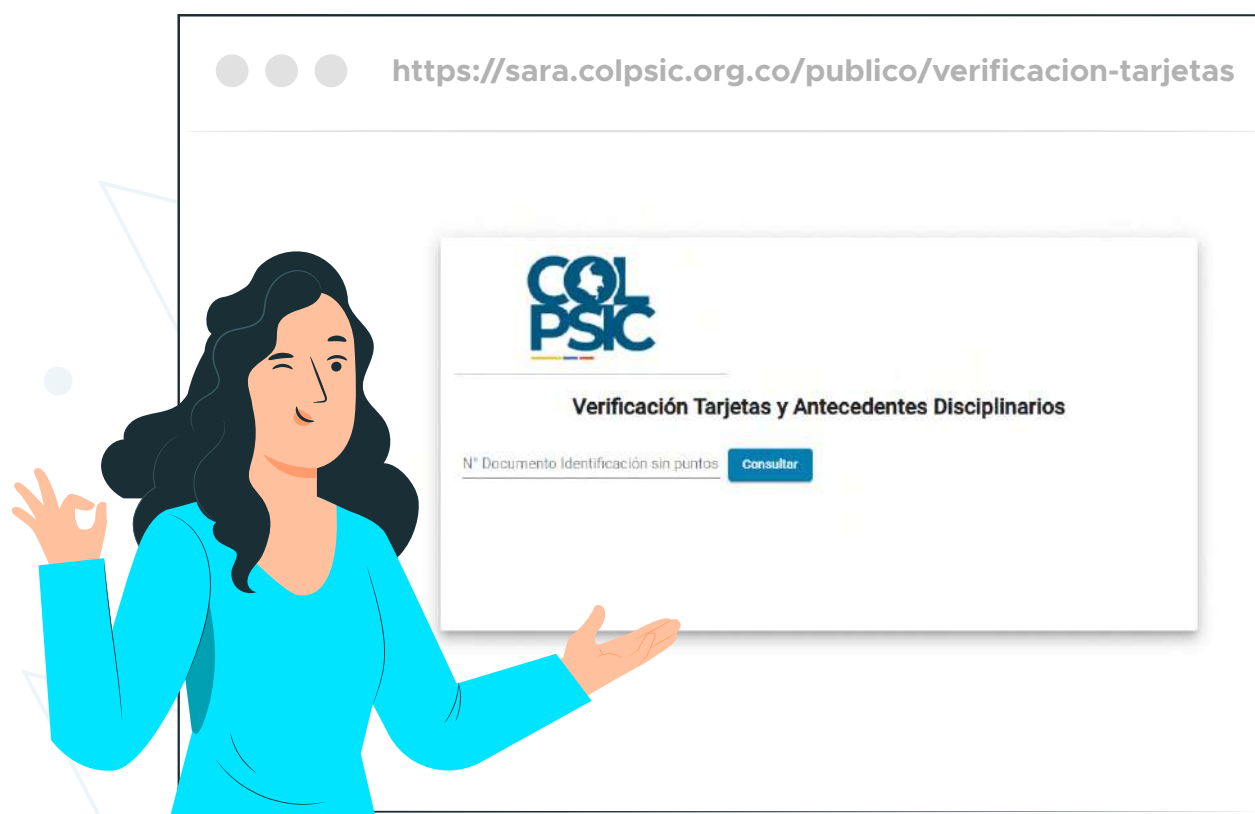 https://sara.colpsic.org.co/publico/verificacion-tarjetas
COL
PSIC
Verificación Tarjetas y Antecedentes Disciplinarios
N° Documento Identificación sin puntos
Consultar